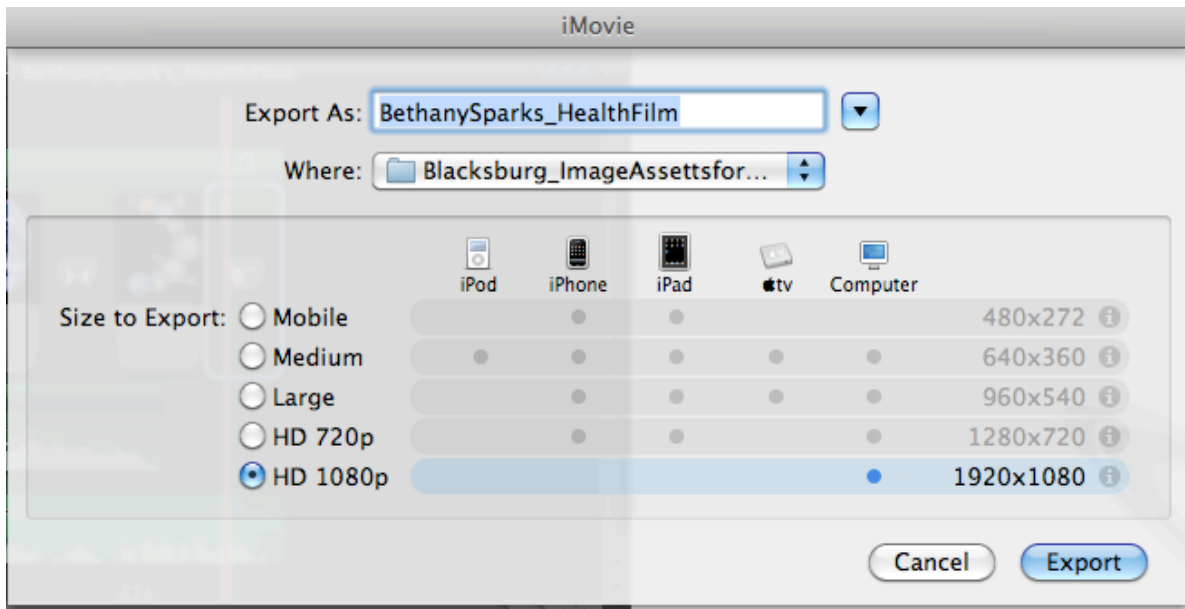 iMovie
Export As: BethanySparks_HealthFilm
Where: Blacksburg_ImageAssettsfor...
iPod iPhone iPad tv Computer
Size to Export: Mobile 480x272
Medium 640x360
Large 960x540
HD 720p 1280x720
HD 1080p 1920x1080
Cancel Export